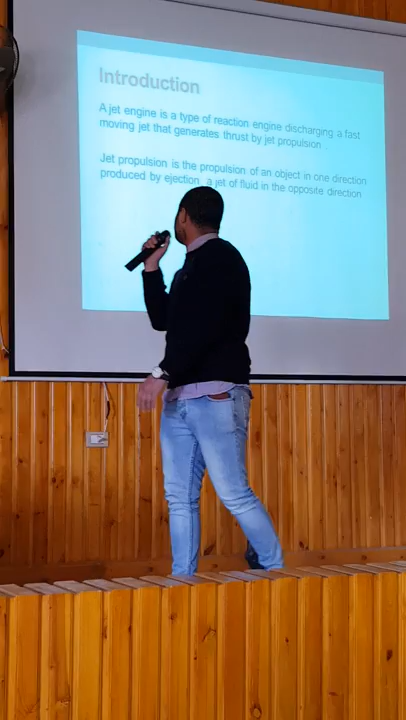 Introduction
A jet engine is a type of reaction engine discharging a fast
moving jet that generates thrust by jet propulsion
Jet propulsion is the propulsion of an object in one direction
produced by ejection a jet of fluid in the opposite direction